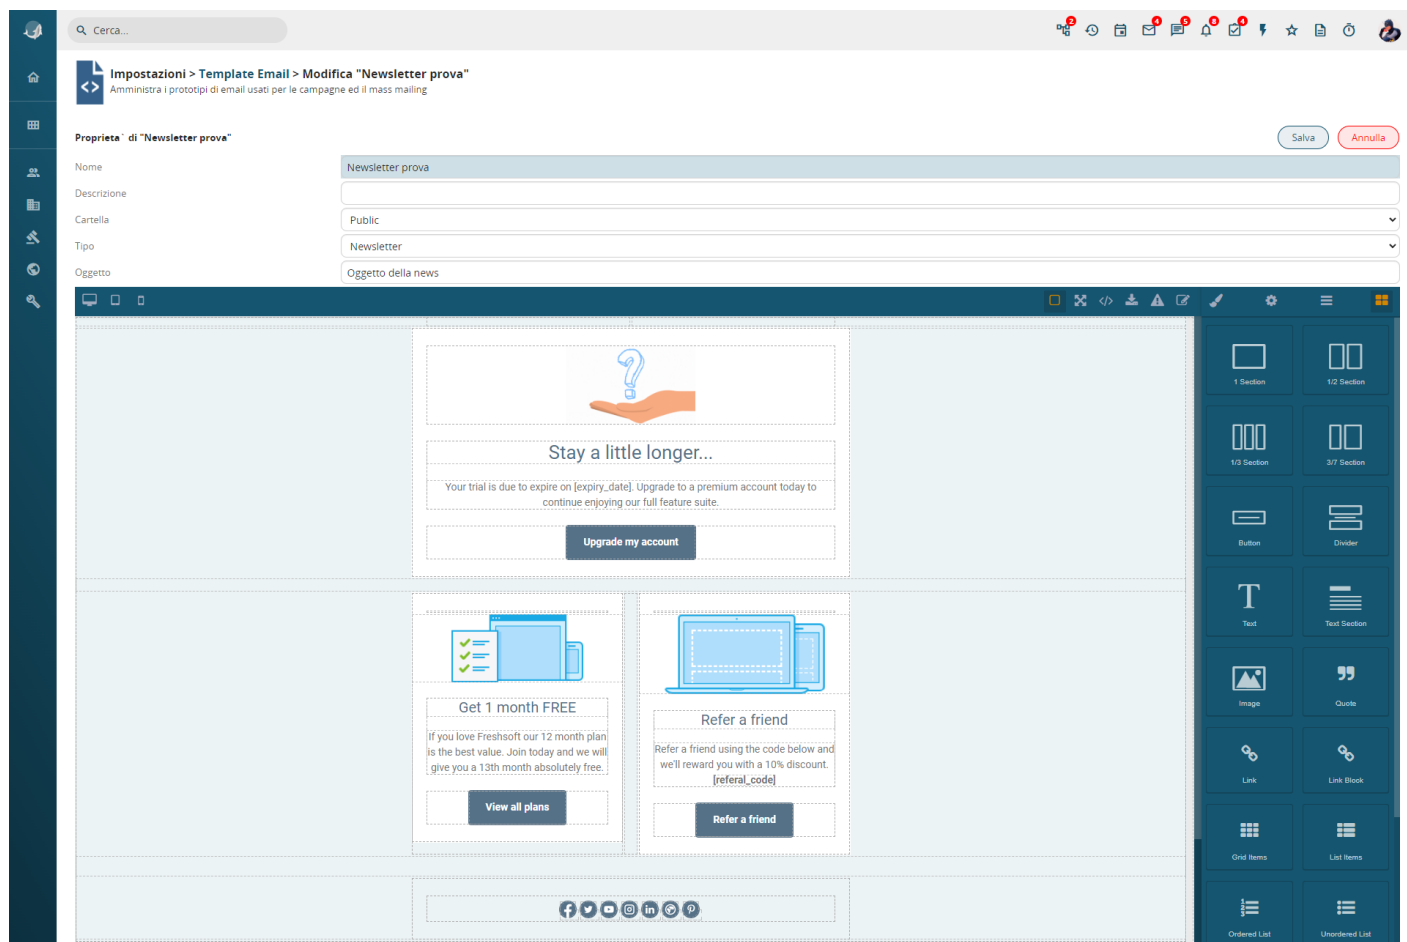 Cerca...
2
4
5
8
4
Impostazioni > Template Email > Modifica "Newsletter prova"
Amministra i prototipi di email usati per le campagne ed il mass mailing
Proprieta` di "Newsletter prova"
Salva
Annulla
Nome
Newsletter prova
Descrizione
Cartella
Public
Tipo
Newsletter
Oggetto
Oggetto della news
Stay a little longer...
Your trial is due to expire on [expiry_date]. Upgrade to a premium account today to
continue enjoying our full feature suite.
Upgrade my account
Get 1 month FREE
If you love Freshsoft our 12 month plan
is the best value. Join today and we will
give you a 13th month absolutely free.
View all plans
Refer a friend
Refer a friend using the code below and
we'll reward you with a 10% discount.
[referal_code]
Refer a friend
1 Section
1/2 Section
1/3 Section
3/7 Section
Button
Divider
Text
Text Section
Image
Quote
Link
Link Block
Grid Items
List Items
Ordered List
Unordered List